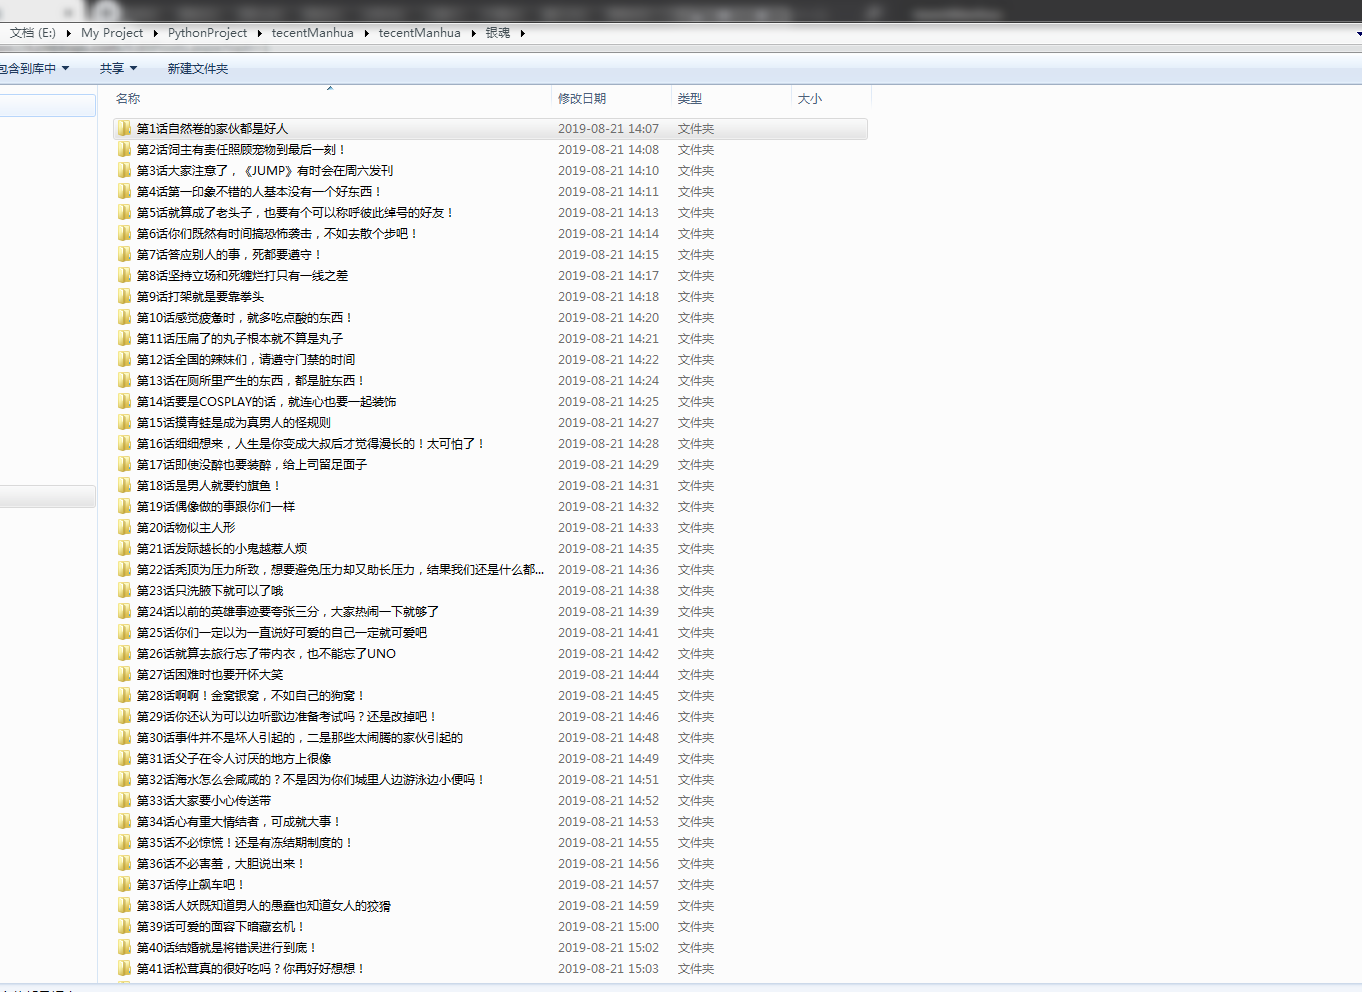 文档 (E:) ▸ My Project ▸ PythonProject ▸ tecentManhua ▸ tecentManhua ▸ 银魂 ▸
包含到库中 共享 新建文件夹
名称 修改日期 类型 大小
第1话自然卷的家伙都是好人 2019-08-21 14:07 文件夹
第2话饲主有责任照顾宠物到最后一刻！ 2019-08-21 14:08 文件夹
第3话大家注意了，《JUMP》有时会在周六发刊 2019-08-21 14:10 文件夹
第4话第一印象不错的人基本没有一个好东西！ 2019-08-21 14:11 文件夹
第5话就算成了老头子，也要有个可以称呼彼此绰号的好友！ 2019-08-21 14:13 文件夹
第6话你们既然有时间搞恐怖袭击，不如去散个步吧！ 2019-08-21 14:14 文件夹
第7话答应别人的事，死都要遵守！ 2019-08-21 14:15 文件夹
第8话坚持立场和死缠烂打只有一线之差 2019-08-21 14:17 文件夹
第9话打架就是要靠拳头 2019-08-21 14:18 文件夹
第10话感觉疲惫时，就多吃点酸的东西！ 2019-08-21 14:20 文件夹
第11话压扁了的丸子根本就不算是丸子 2019-08-21 14:21 文件夹
第12话全国的辣妹们，请遵守门禁的时间 2019-08-21 14:22 文件夹
第13话在厕所里产生的东西，都是脏东西！ 2019-08-21 14:24 文件夹
第14话要是COSPLAY的话，就连心也要一起装饰 2019-08-21 14:25 文件夹
第15话摸青蛙是成为真男人的怪规则 2019-08-21 14:27 文件夹
第16话细细想来，人生是你变成大叔后才觉得漫长的！太可怕了！ 2019-08-21 14:28 文件夹
第17话即使没醉也要装醉，给上司留足面子 2019-08-21 14:29 文件夹
第18话是男人就要钓旗鱼！ 2019-08-21 14:31 文件夹
第19话偶像做的事跟你们一样 2019-08-21 14:32 文件夹
第20话物似主人形 2019-08-21 14:33 文件夹
第21话发际越长的小鬼越惹人烦 2019-08-21 14:35 文件夹
第22话秃顶为压力所致，想要避免压力却又助长压力，结果我们还是什么都... 2019-08-21 14:36 文件夹
第23话只洗腋下就可以了哦 2019-08-21 14:38 文件夹
第24话以前的英雄事迹要夸张三分，大家热闹一下就够了 2019-08-21 14:39 文件夹
第25话你们一定以为一直说好可爱的自己一定就可爱吧 2019-08-21 14:41 文件夹
第26话就算去旅行忘了带内衣，也不能忘了UNO 2019-08-21 14:42 文件夹
第27话困难时也要开怀大笑 2019-08-21 14:44 文件夹
第28话啊啊！金窝银窝，不如自己的狗窝！ 2019-08-21 14:45 文件夹
第29话你还认为可以边听歌边准备考试吗？还是改掉吧！ 2019-08-21 14:46 文件夹
第30话事件并不是坏人引起的，二是那些太闹腾的家伙引起的 2019-08-21 14:48 文件夹
第31话父子在令人讨厌的地方上很像 2019-08-21 14:49 文件夹
第32话海水怎么会咸咸的？不是因为你们城里人边游泳边小便吗！ 2019-08-21 14:51 文件夹
第33话大家要小心传送带 2019-08-21 14:52 文件夹
第34话心有重大情结者，可成就大事！ 2019-08-21 14:53 文件夹
第35话不必惊慌！还是有冻结期制度的！ 2019-08-21 14:55 文件夹
第36话不必害羞，大胆说出来！ 2019-08-21 14:56 文件夹
第37话停止飙车吧！ 2019-08-21 14:57 文件夹
第38话人妖既知道男人的愚蠢也知道女人的狡猾 2019-08-21 14:59 文件夹
第39话可爱的面容下暗藏玄机！ 2019-08-21 15:00 文件夹
第40话结婚就是将错误进行到底！ 2019-08-21 15:02 文件夹
第41话松茸真的很好吃吗？你再好好想想！ 2019-08-21 15:03 文件夹